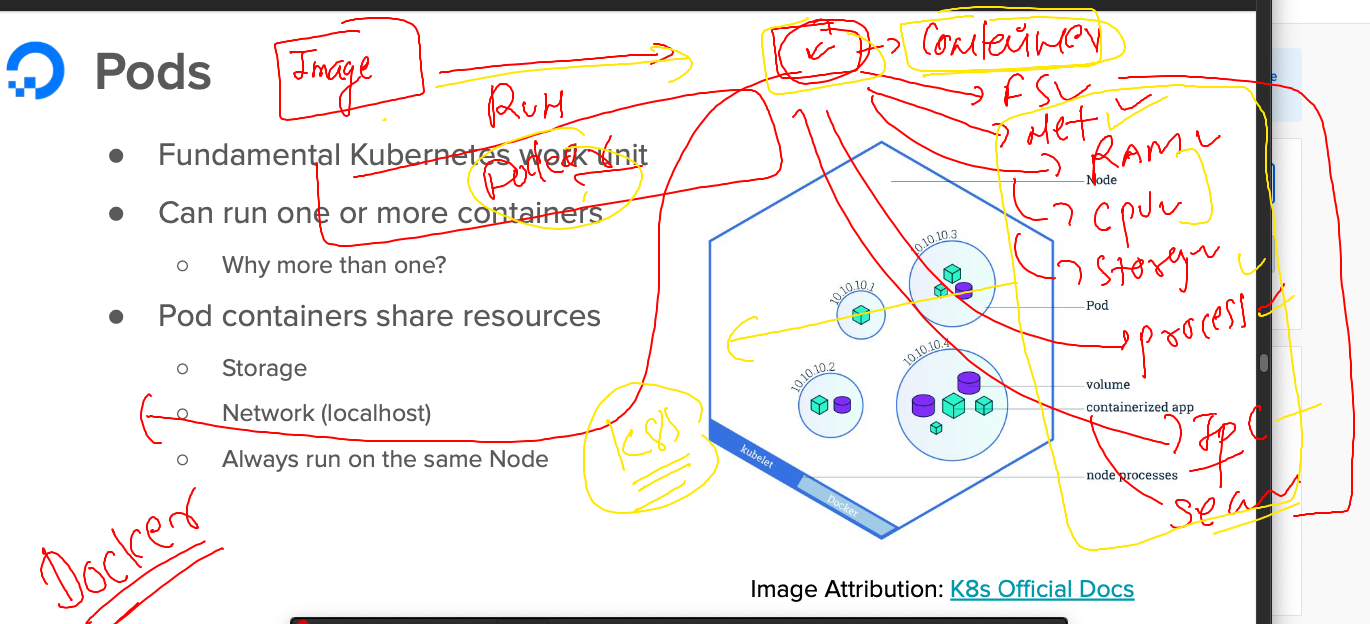 Pods
Image
RUN
Container
FS
Net
RAM
CPU
Storage
process
IPC
Docker
K8s
● Fundamental Kubernetes work unit
● Can run one or more containers
○ Why more than one?
● Pod containers share resources
○ Storage
○ Network (localhost)
○ Always run on the same Node
10.10.10.1
10.10.10.2
10.10.10.3
10.10.10.4
Node
Pod
volume
containerized app
node processes
kubelet
Docker
Image Attribution: K8s Official Docs
e